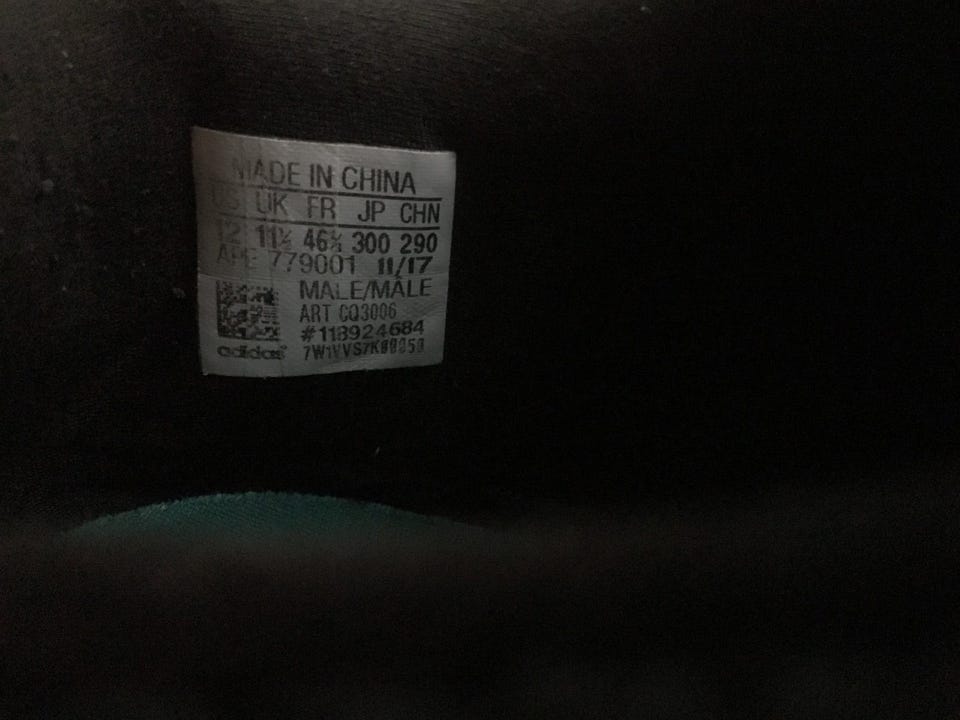 MADE IN CHINA
US UK FR JP CHN
12 11½ 46⅔ 300 290
APE 779001 11/17
MALE/MÂLE
ART CQ3006
#118924684
adidas®